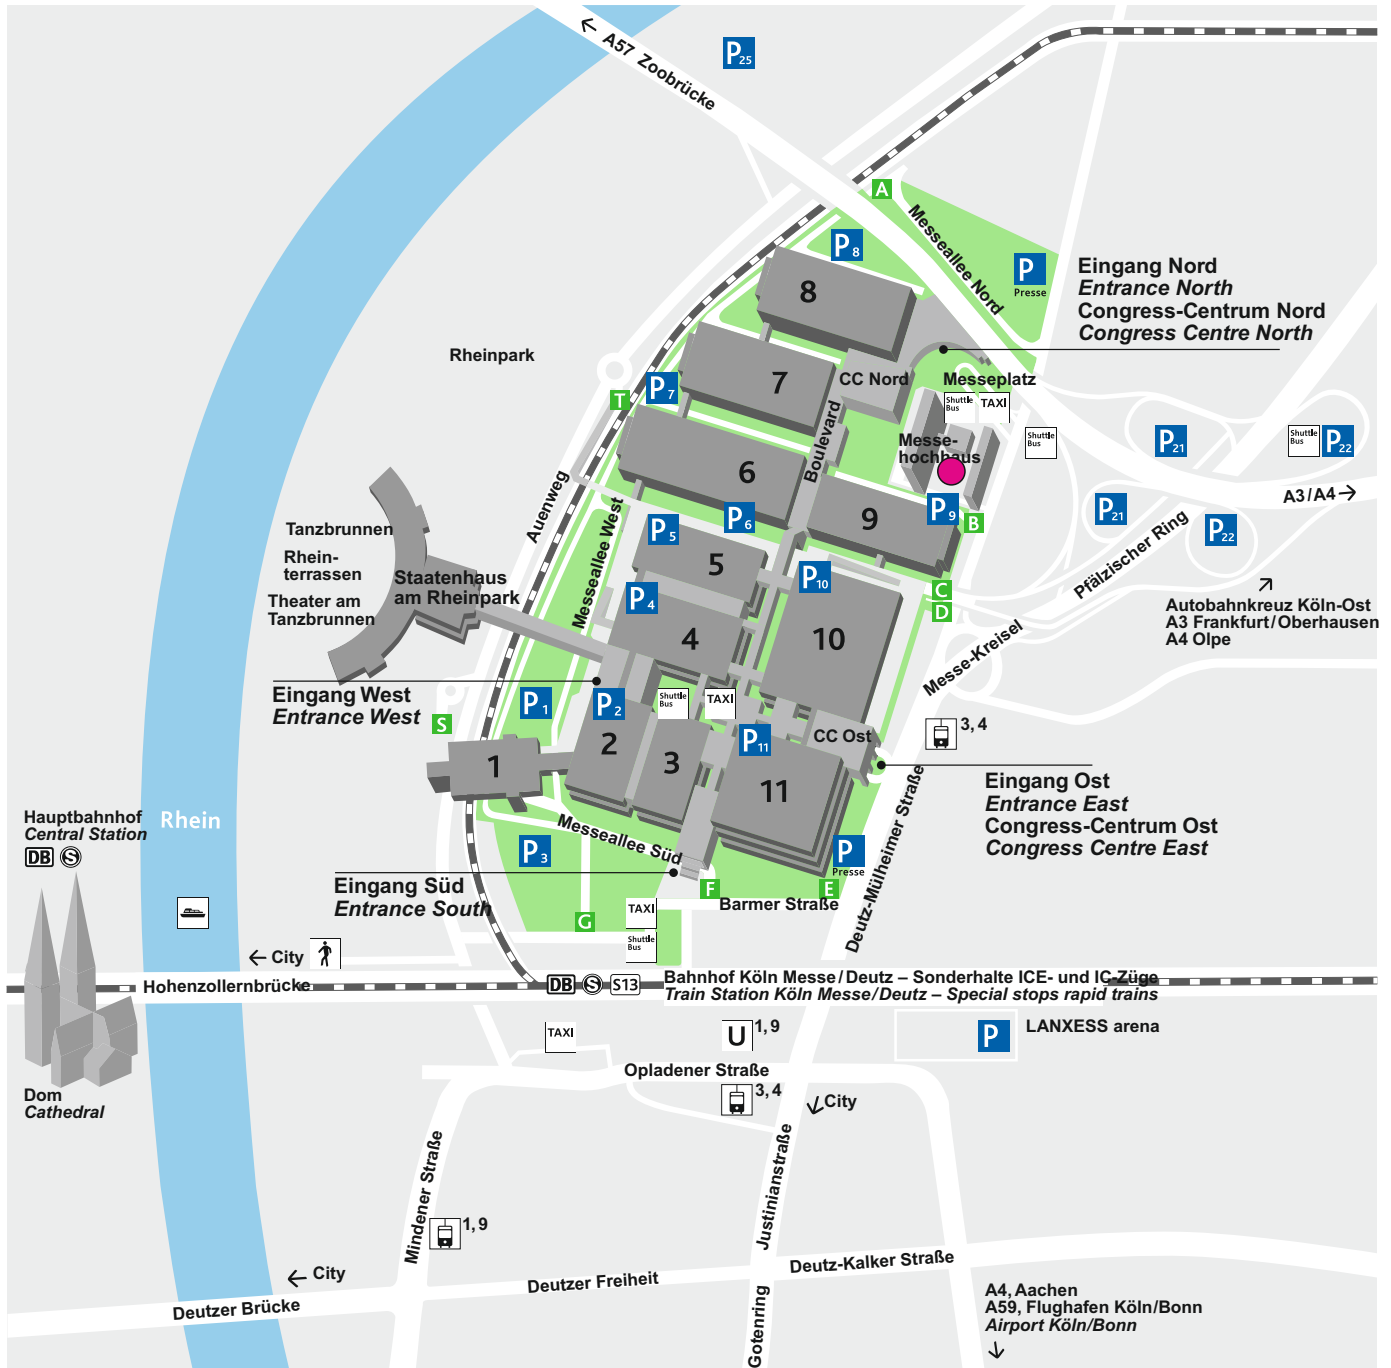 A57 Zoobrücke
P25
A
Messeallee Nord
P8
P
Presse
Eingang Nord
Entrance North
Congress-Centrum Nord
Congress Centre North
8
Rheinpark
7
CC Nord
Messeplatz
P7
T
Shuttle
Bus
TAXI
Boulevard
Messe-
hochhaus
Shuttle
Bus
P21
Shuttle
Bus
P22
6
Auenweg
Messeallee West
A3/A4
P6
9
P9
B
P21
P22
Pfälzischer Ring
Tanzbrunnen
Rhein-
terrassen
Theater am
Tanzbrunnen
Staatenhaus
am Rheinpark
P5
5
P10
C
D
P4
4
10
Autobahnkreuz Köln-Ost
A3 Frankfurt/Oberhausen
A4 Olpe
Messe-Kreisel
Eingang West
Entrance West
P1
P2
Shuttle
Bus
TAXI
S
3, 4
CC Ost
P11
1
2
3
11
Deutz-Mülheimer Straße
Eingang Ost
Entrance East
Congress-Centrum Ost
Congress Centre East
Hauptbahnhof
Central Station
DB S
Rhein
Messeallee Süd
P3
P
Presse
Eingang Süd
Entrance South
F
E
G
TAXI
Barmer Straße
Shuttle
Bus
City
Hohenzollernbrücke
DB S S13
Bahnhof Köln Messe/Deutz – Sonderhalte ICE- und IC-Züge
Train Station Köln Messe/Deutz – Special stops rapid trains
TAXI
U 1, 9
P
LANXESS arena
Opladener Straße
3, 4
City
Dom
Cathedral
Mindener Straße
Justinianstraße
1, 9
City
Deutzer Brücke
Deutzer Freiheit
Deutz-Kalker Straße
Gotenring
A4, Aachen
A59, Flughafen Köln/Bonn
Airport Köln/Bonn